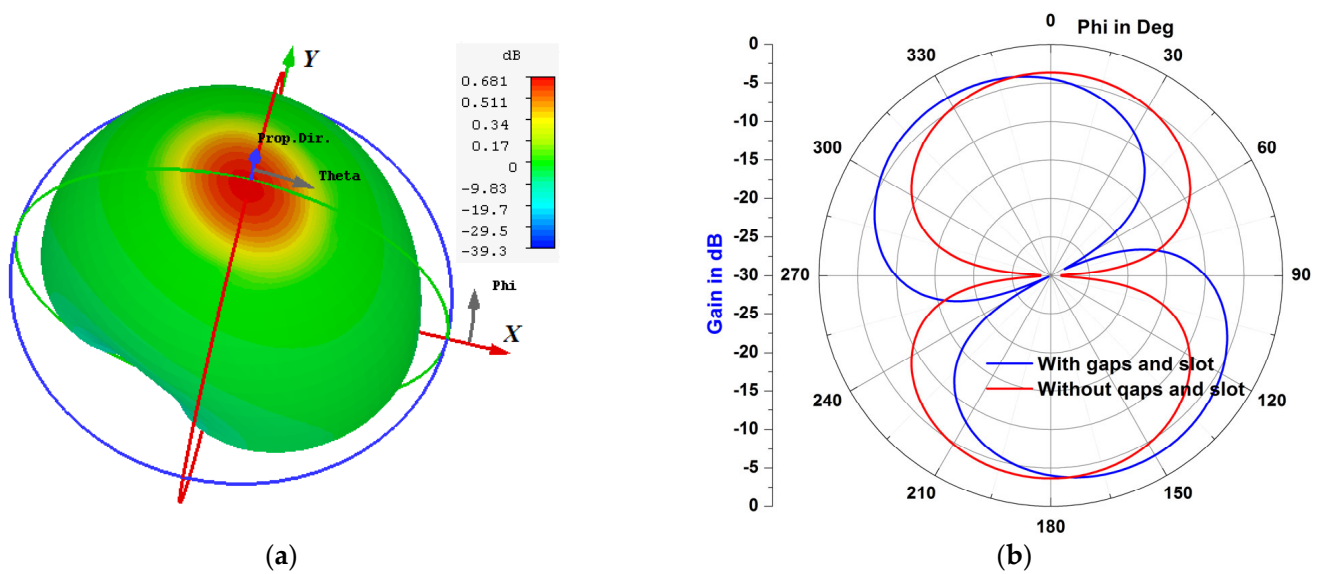 Y
dB
0.681
0.511
0.34
0.17
0
-9.83
-19.7
-29.5
-39.3
Prop.Dir.
Theta
Phi
X
(a)
Phi in Deg
0
30
60
90
120
150
180
210
240
270
300
330
Gain in dB
0
-5
-10
-15
-20
-25
-30
-25
-20
-15
-10
-5
0
With gaps and slot
Without qaps and slot
(b)